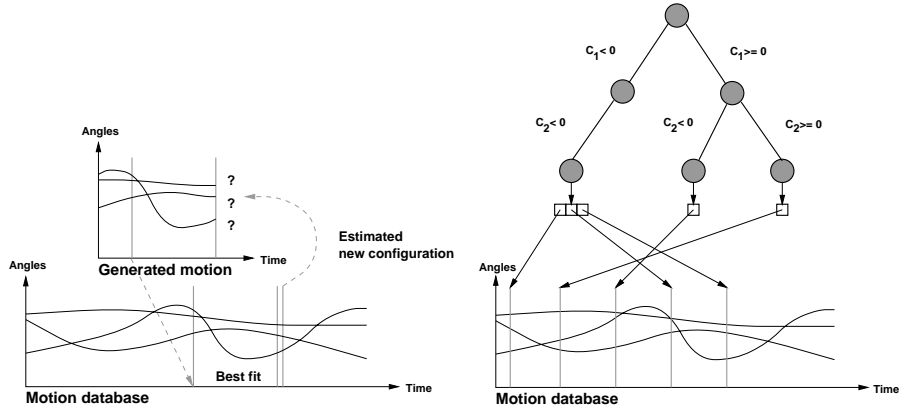 Angles
?
?
?
Time
Generated motion
Estimated
new configuration
Angles
Best fit
Time
Motion database
C1< 0
C1>= 0
C2< 0
C2< 0
C2>= 0
Angles
Time
Motion database